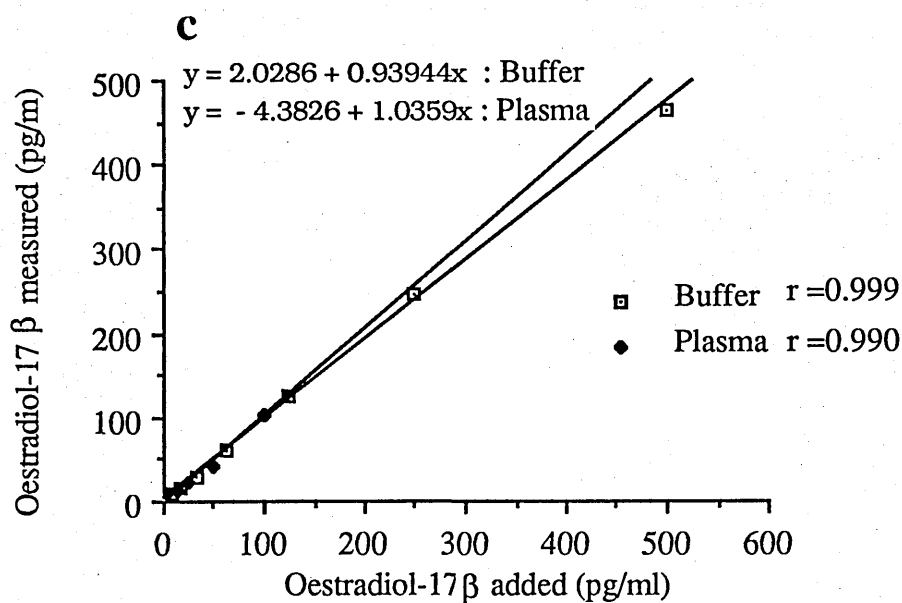 c
y = 2.0286 + 0.93944x : Buffer
y = - 4.3826 + 1.0359x : Plasma
Oestradiol-17 β measured (pg/m)
500
400
300
200
100
0
Buffer r =0.999
Plasma r =0.990
0 100 200 300 400 500 600
Oestradiol-17β added (pg/ml)